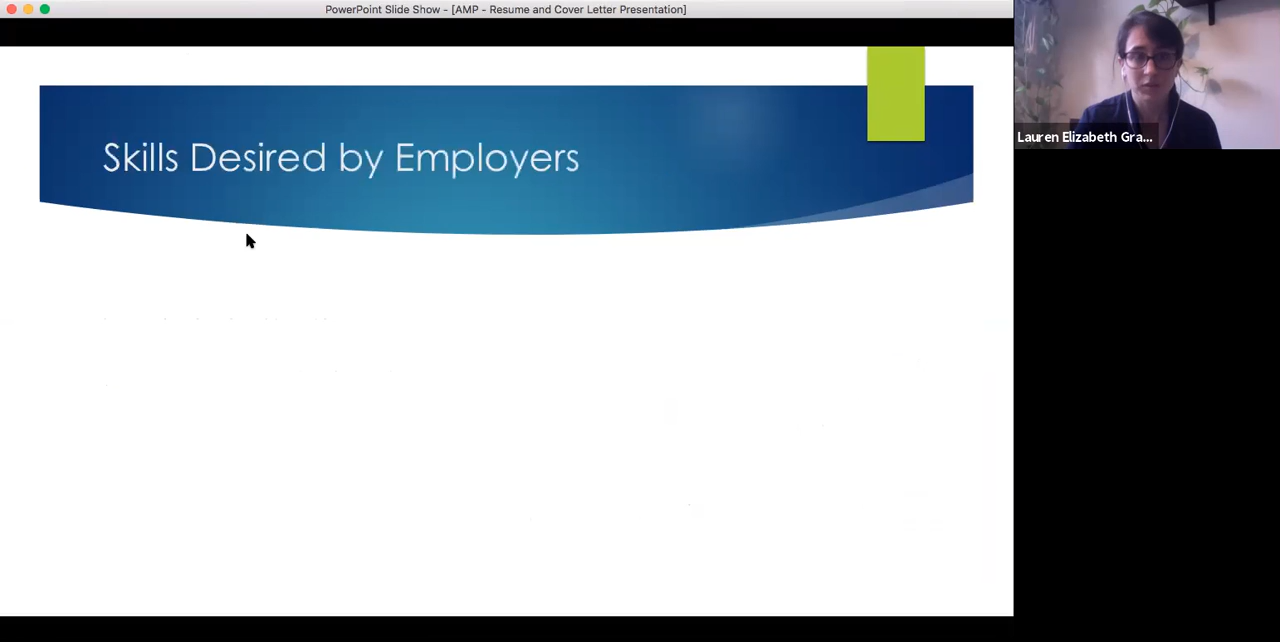 PowerPoint Slide Show - [AMP - Resume and Cover Letter Presentation]
Skills Desired by Employers
Lauren Elizabeth Gra...